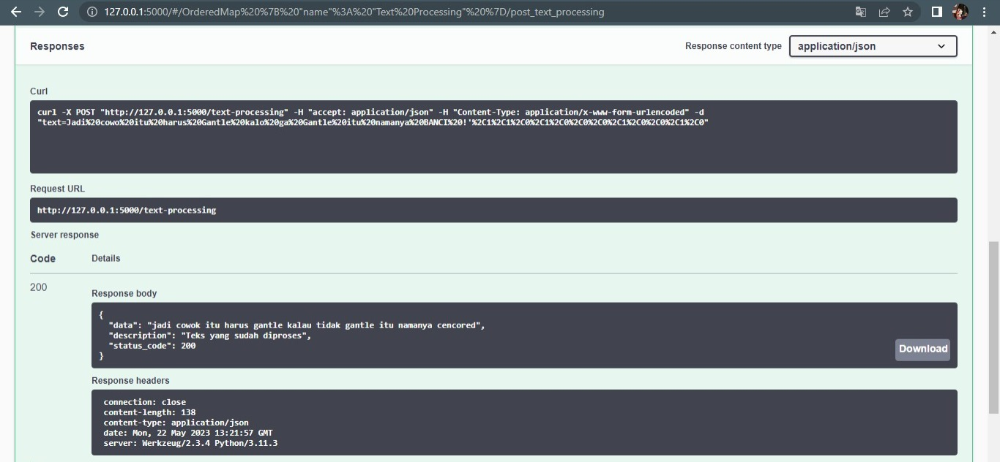 127.0.0.1:5000/#/OrderedMap%20%7B%20"name"%3A%20"Text%20Processing"%20%7D/post_text_processing
Responses
Response content type
application/json
Curl
curl -X POST "http://127.0.0.1:5000/text-processing" -H "accept: application/json" -H "Content-Type: application/x-www-form-urlencoded" -d
"text=Jadi%20cowo%20itu%20harus%20Gantle%20kalo%20ga%20Gantle%20itu%20namanya%20BANCI%20!'%2C1%2C1%2C0%2C1%2C0%2C0%2C0%2C1%2C0%2C0%2C1%2C0"
Request URL
http://127.0.0.1:5000/text-processing
Server response
Code Details
200
Response body
{
"data": "jadi cowok itu harus gantle kalau tidak gantle itu namanya cencored",
"description": "Teks yang sudah diproses",
"status_code": 200
}
Download
Response headers
connection: close
content-length: 138
content-type: application/json
date: Mon, 22 May 2023 13:21:57 GMT
server: Werkzeug/2.3.4 Python/3.11.3